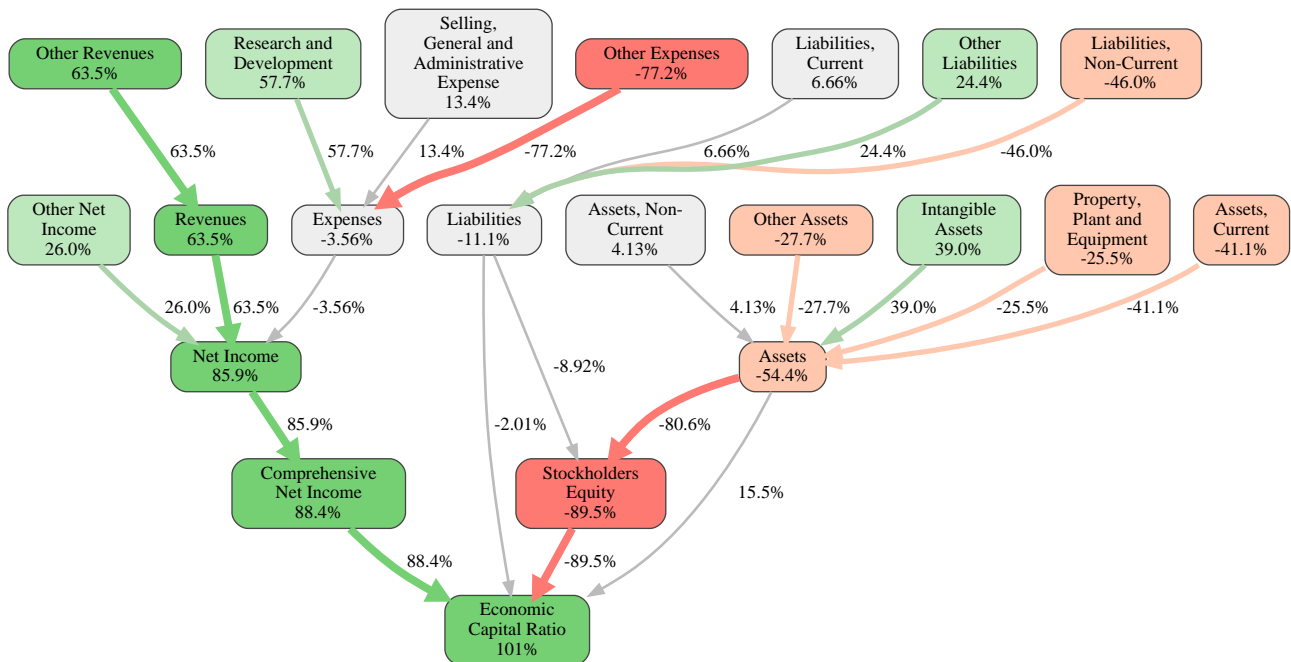 Other Revenues
63.5%
Research and
Development
57.7%
Selling,
General and
Administrative
Expense
13.4%
Other Expenses
-77.2%
Liabilities,
Current
6.66%
Other
Liabilities
24.4%
Liabilities,
Non-Current
-46.0%
63.5%
57.7%
13.4%
-77.2%
6.66%
24.4%
-46.0%
Other Net
Income
26.0%
Revenues
63.5%
Expenses
-3.56%
Liabilities
-11.1%
Assets, Non-
Current
4.13%
Other Assets
-27.7%
Intangible
Assets
39.0%
Property,
Plant and
Equipment
-25.5%
Assets,
Current
-41.1%
26.0%
63.5%
-3.56%
4.13%
-27.7%
39.0%
-25.5%
-41.1%
Net Income
85.9%
-8.92%
Assets
-54.4%
85.9%
-2.01%
-80.6%
Comprehensive
Net Income
88.4%
Stockholders
Equity
-89.5%
15.5%
88.4%
-89.5%
Economic
Capital Ratio
101%